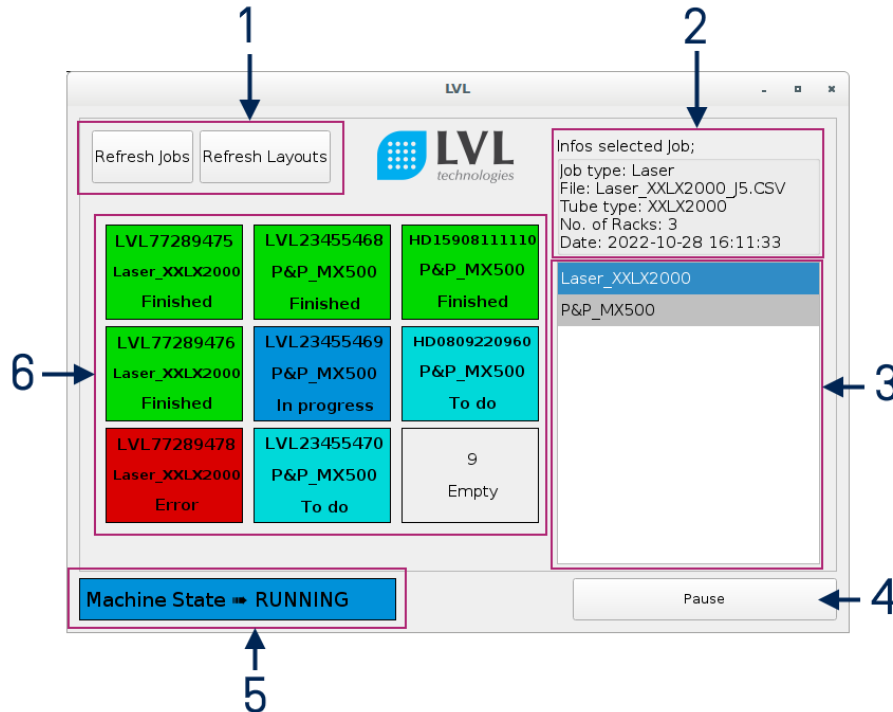 1
2
LVL
Refresh Jobs
Refresh Layouts
LVL
technologies
Infos selected Job;
Job type: Laser
File: Laser_XXLX2000_J5.CSV
Tube type: XXLX2000
No. of Racks: 3
Date: 2022-10-28 16:11:33
LVL77289475
Laser_XXLX2000
Finished
LVL23455468
P&P_MX500
Finished
HD15908111110
P&P_MX500
Finished
LVL77289476
Laser_XXLX2000
Finished
LVL23455469
P&P_MX500
In progress
HD0809220960
P&P_MX500
To do
LVL77289478
Laser_XXLX2000
Error
LVL23455470
P&P_MX500
To do
9
Empty
Laser_XXLX2000
P&P_MX500
6
3
Machine State ➠ RUNNING
Pause
4
5